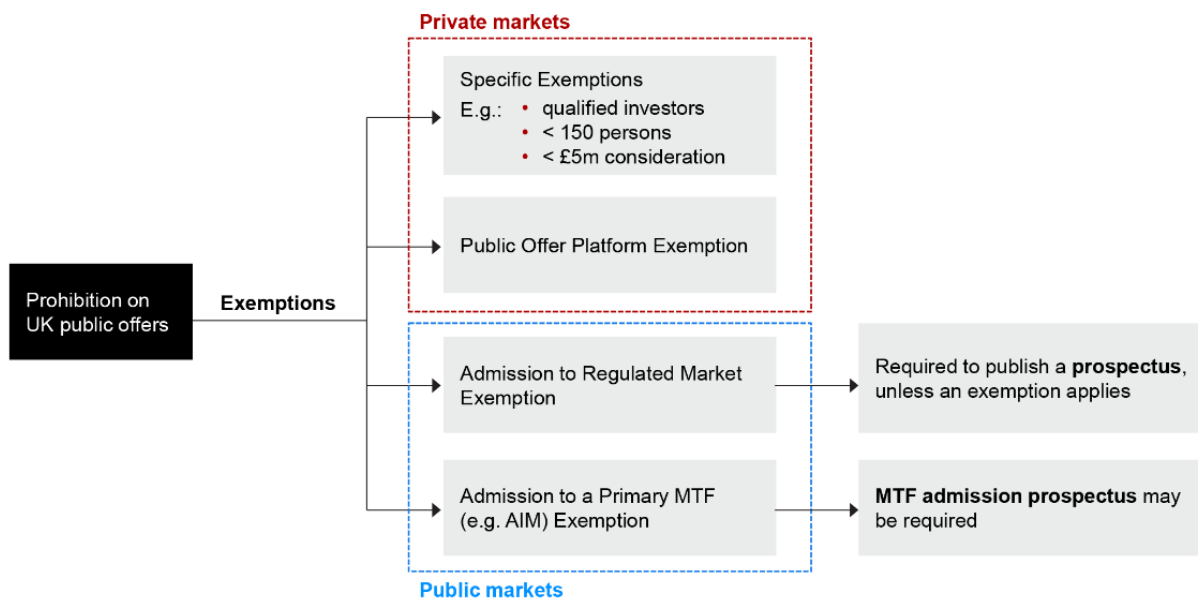 Private markets
Specific Exemptions
E.g.: • qualified investors
• < 150 persons
• < £5m consideration
Public Offer Platform Exemption
Prohibition on
UK public offers
Exemptions
Admission to Regulated Market
Exemption
Required to publish a prospectus,
unless an exemption applies
Admission to a Primary MTF
(e.g. AIM) Exemption
MTF admission prospectus may
be required
Public markets